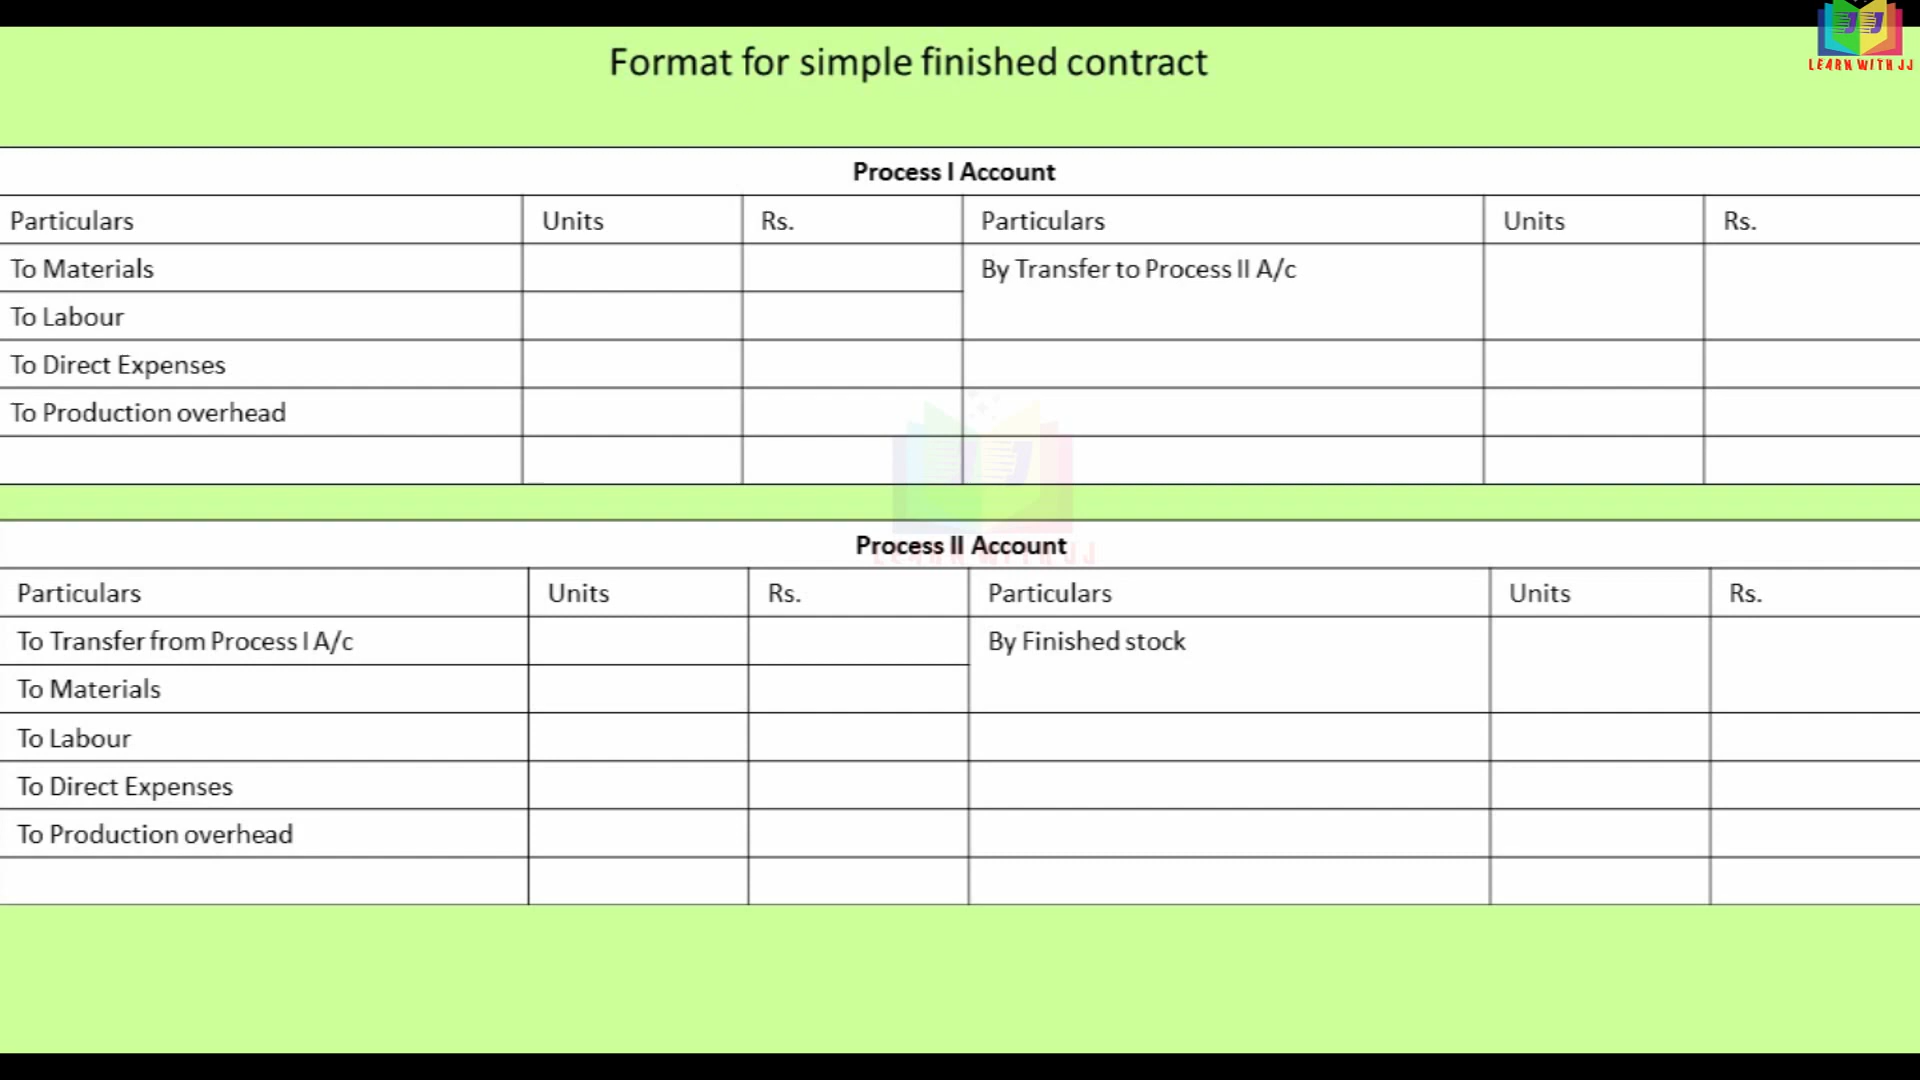 LEARN WITH JJ
Format for simple finished contract
Process I Account
Particulars Units Rs. Particulars Units Rs.
To Materials By Transfer to Process II A/c
To Labour
To Direct Expenses
To Production overhead
Process II Account
LEARN WITH JJ
Particulars Units Rs. Particulars Units Rs.
To Transfer from Process I A/c By Finished stock
To Materials
To Labour
To Direct Expenses
To Production overhead